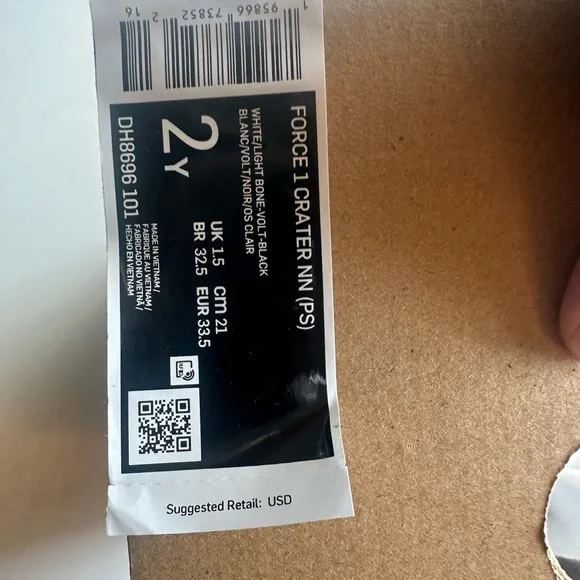 FORCE 1 CRATER NN (PS)
WHITE/LIGHT BONE-VOLT-BLACK
BLANC/VOLT/NOIR/OS CLAIR
UK 1.5 cm 21
BR 32.5 EUR 33.5
2Y
MADE IN VIETNAM /
FABRIQUE AU VIETNAM /
FABRICADO NO VIETNÃ /
HECHO EN VIETNAM
DH8696 101
1 95866 73852 2 16
Suggested Retail: USD